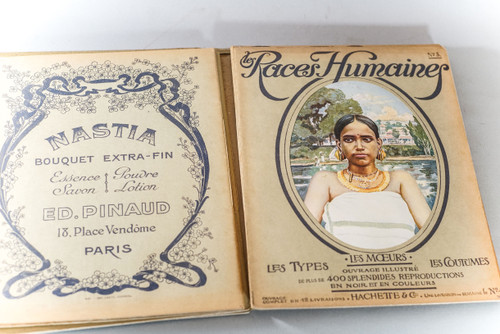 NASTIA
BOUQUET EXTRA-FIN
Essence Poudre
Savon Lotion
ED. PINAUD
18, Place Vendôme
PARIS
les
Races Humaines
LES MŒURS
LES TYPES
LES COUTUMES
OUVRAGE ILLUSTRÉ
DE PLUS DE 400 SPLENDIDES REPRODUCTIONS
EN NOIR ET EN COULEURS
HACHETTE & Cie